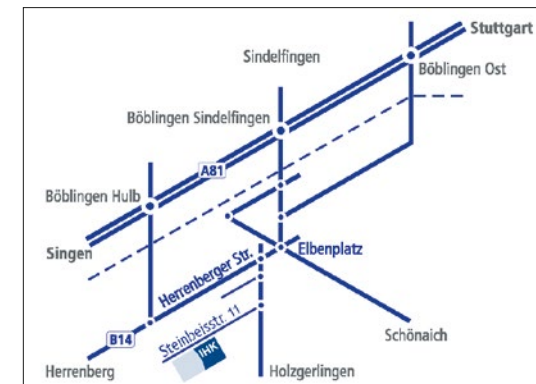 Stuttgart
Sindelfingen
Böblingen Ost
Böblingen Sindelfingen
A81
Böblingen Hulb
Singen
Herrenberger Str.
Elbenplatz
Steinbeisstr. 11
B14
IHK
Schönaich
Herrenberg
Holzgerlingen